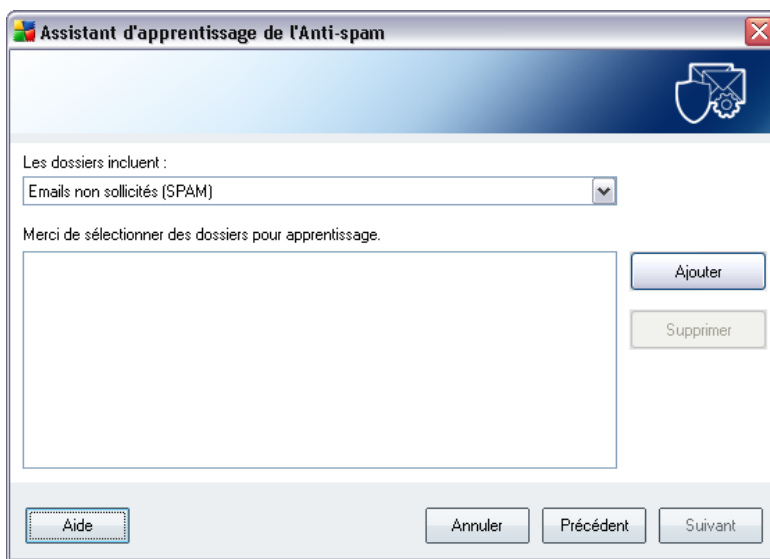 Assistant d'apprentissage de l'Anti-spam
Les dossiers incluent :
Emails non sollicités (SPAM)
Merci de sélectionner des dossiers pour apprentissage.
Ajouter
Supprimer
Aide
Annuler
Précédent
Suivant